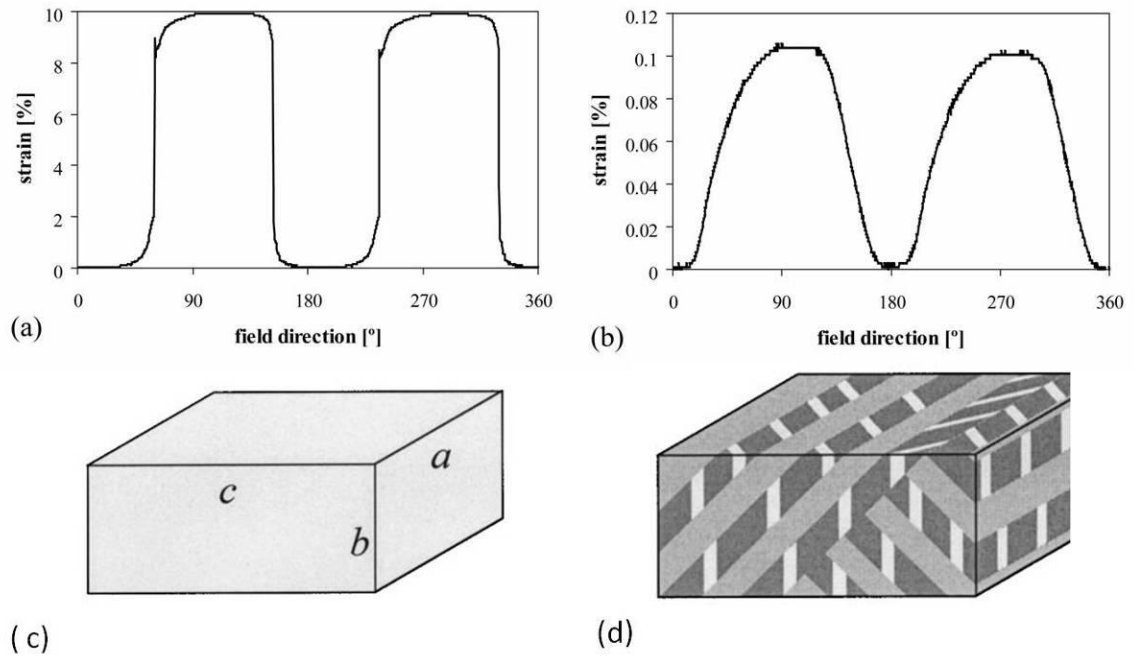 10
8
6
4
2
0
strain [%]
0 90 180 270 360
field direction [º]
(a)
0.12
0.1
0.08
0.06
0.04
0.02
0
strain [%]
0 90 180 270 360
field direction [º]
(b)
c
a
b
( c)
(d)